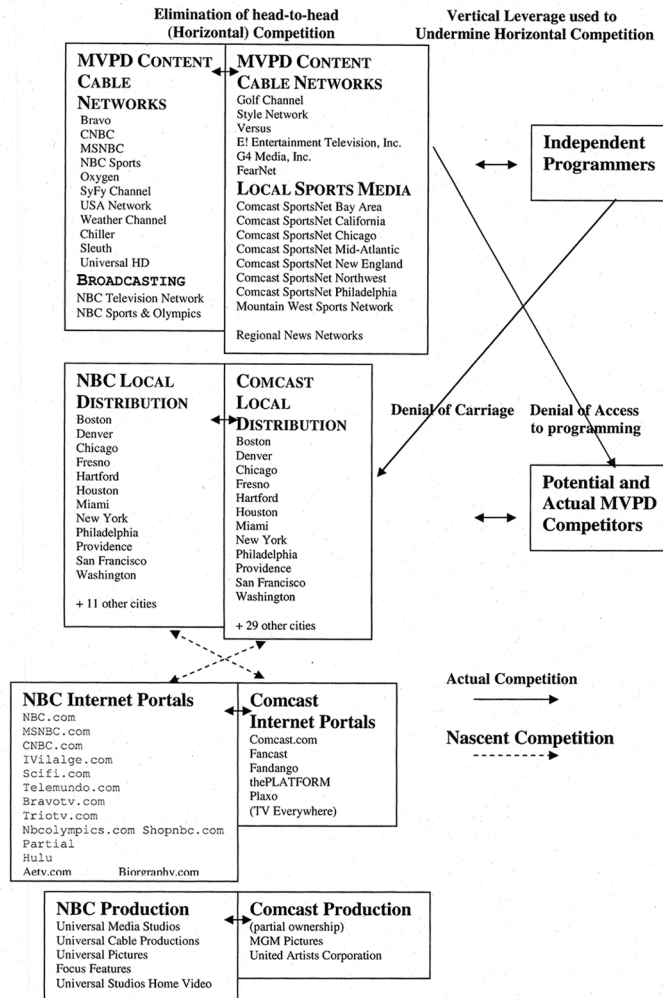 Elimination of head-to-head
(Horizontal) Competition
Vertical Leverage used to
Undermine Horizontal Competition
MVPD CONTENT
CABLE
NETWORKS
Bravo
CNBC
MSNBC
NBC Sports
Oxygen
SyFy Channel
USA Network
Weather Channel
Chiller
Sleuth
Universal HD
BROADCASTING
NBC Television Network
NBC Sports & Olympics
MVPD CONTENT
CABLE NETWORKS
Golf Channel
Style Network
Versus
E! Entertainment Television, Inc.
G4 Media, Inc.
FearNet
LOCAL SPORTS MEDIA
Comcast SportsNet Bay Area
Comcast SportsNet California
Comcast SportsNet Chicago
Comcast SportsNet Mid-Atlantic
Comcast SportsNet New England
Comcast SportsNet Northwest
Comcast SportsNet Philadelphia
Mountain West Sports Network
Regional News Networks
Independent
Programmers
NBC LOCAL
DISTRIBUTION
Boston
Denver
Chicago
Fresno
Hartford
Houston
Miami
New York
Philadelphia
Providence
San Francisco
Washington
+ 11 other cities
COMCAST
LOCAL
DISTRIBUTION
Boston
Denver
Chicago
Fresno
Hartford
Houston
Miami
New York
Philadelphia
Providence
San Francisco
Washington
+ 29 other cities
Denial of Carriage
Denial of Access
to programming
Potential and
Actual MVPD
Competitors
NBC Internet Portals
NBC.com
MSNBC.com
CNBC.com
IVilalge.com
Scifi.com
Telemundo.com
Bravotv.com
Triotv.com
Nbcolympics.com Shopnbc.com
Partial
Hulu
Aetv.com Biography.com
Comcast
Internet Portals
Comcast.com
Fancast
Fandango
thePLATFORM
Plaxo
(TV Everywhere)
Actual Competition
Nascent Competition
NBC Production
Universal Media Studios
Universal Cable Productions
Universal Pictures
Focus Features
Universal Studios Home Video
Comcast Production
(partial ownership)
MGM Pictures
United Artists Corporation